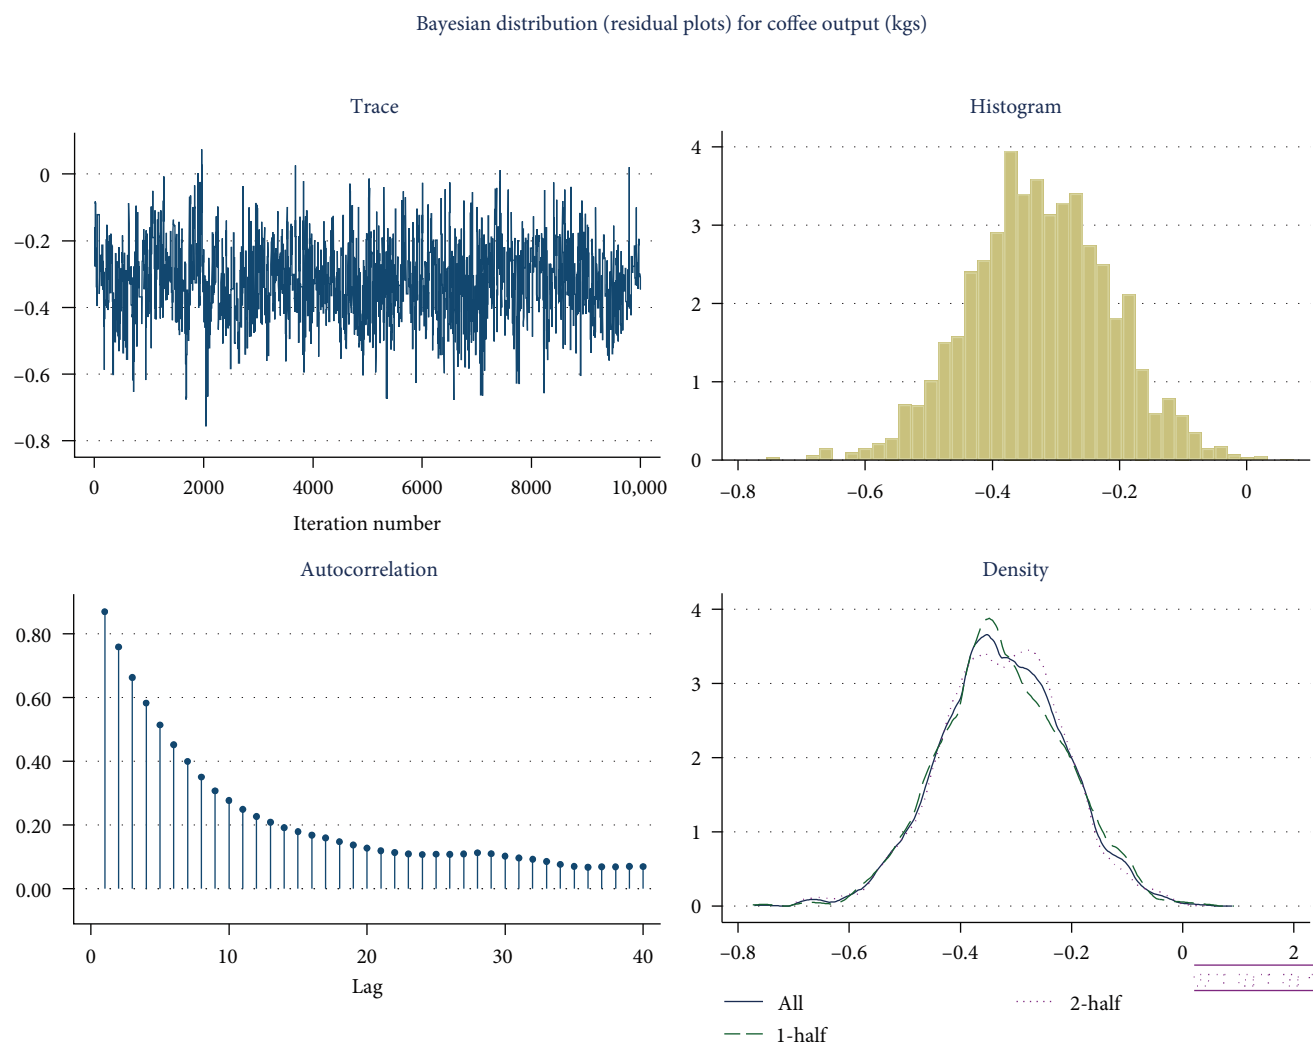 Bayesian distribution (residual plots) for coffee output (kgs)
Trace
0
–0.2
–0.4
–0.6
–0.8
0 2000 4000 6000 8000 10,000
Iteration number
Histogram
4
3
2
1
0
–0.8 –0.6 –0.4 –0.2 0
Autocorrelation
0.80
0.60
0.40
0.20
0.00
0 10 20 30 40
Lag
Density
4
3
2
1
0
–0.8 –0.6 –0.4 –0.2 0 2
All 2-half
1-half